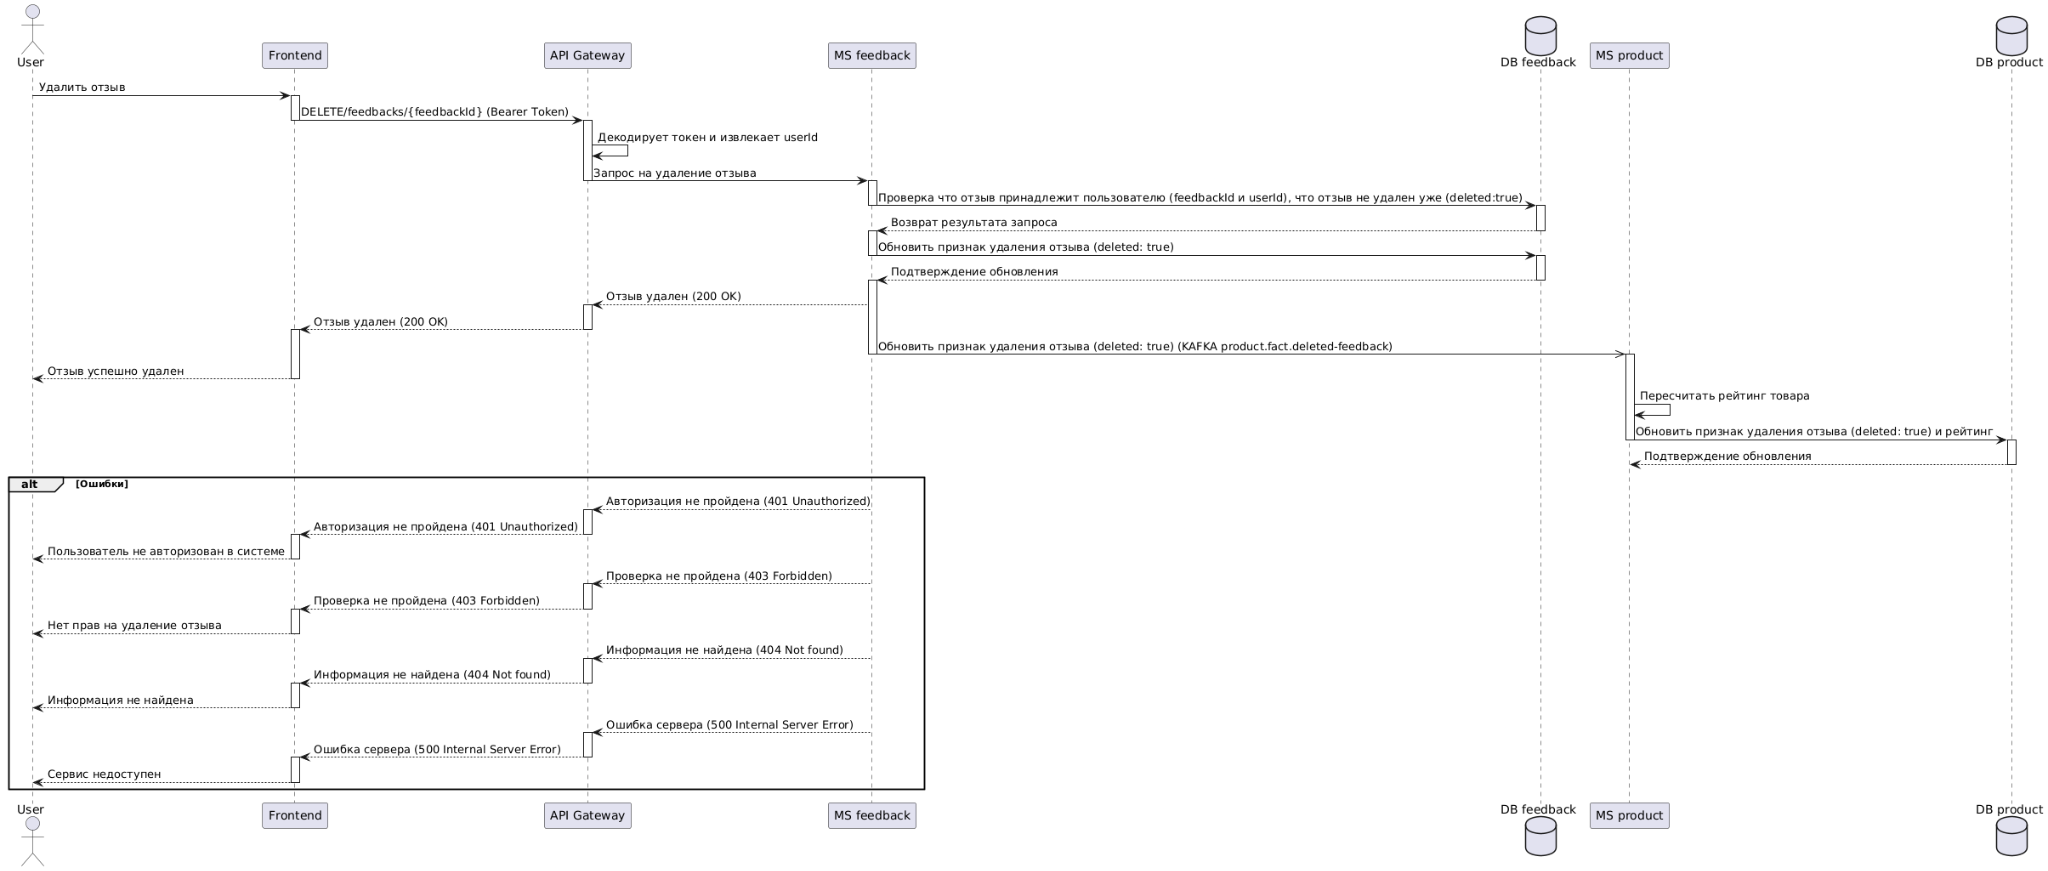 User
Frontend
API Gateway
MS feedback
DB feedback
MS product
DB product
Удалить отзыв
DELETE/feedbacks/{feedbackId} (Bearer Token)
Декодирует токен и извлекает userId
Запрос на удаление отзыва
Проверка что отзыв принадлежит пользователю (feedbackId и userId), что отзыв не удален уже (deleted:true)
Возврат результата запроса
Обновить признак удаления отзыва (deleted: true)
Подтверждение обновления
Отзыв удален (200 OK)
Отзыв удален (200 OK)
Обновить признак удаления отзыва (deleted: true) (KAFKA product.fact.deleted-feedback)
Отзыв успешно удален
Пересчитать рейтинг товара
Обновить признак удаления отзыва (deleted: true) и рейтинг
Подтверждение обновления
alt [Ошибки]
Авторизация не пройдена (401 Unauthorized)
Авторизация не пройдена (401 Unauthorized)
Пользователь не авторизован в системе
Проверка не пройдена (403 Forbidden)
Проверка не пройдена (403 Forbidden)
Нет прав на удаление отзыва
Информация не найдена (404 Not found)
Информация не найдена (404 Not found)
Информация не найдена
Ошибка сервера (500 Internal Server Error)
Ошибка сервера (500 Internal Server Error)
Сервис недоступен
User
Frontend
API Gateway
MS feedback
DB feedback
MS product
DB product